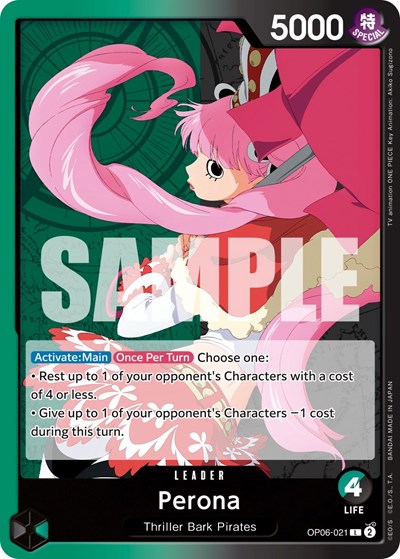 5000
特
SPECIAL
SAMPLE
Activate:Main Once Per Turn Choose one:
• Rest up to 1 of your opponent's Characters with a cost
of 4 or less.
• Give up to 1 of your opponent's Characters −1 cost
during this turn.
LEADER
Perona
Thriller Bark Pirates
4
LIFE
OP06-021 L 2
TV animation ONE PIECE Key Animation: Akiko Sugizono
©E.O/S ©E.O./S., T.A. BANDAI MADE IN JAPAN